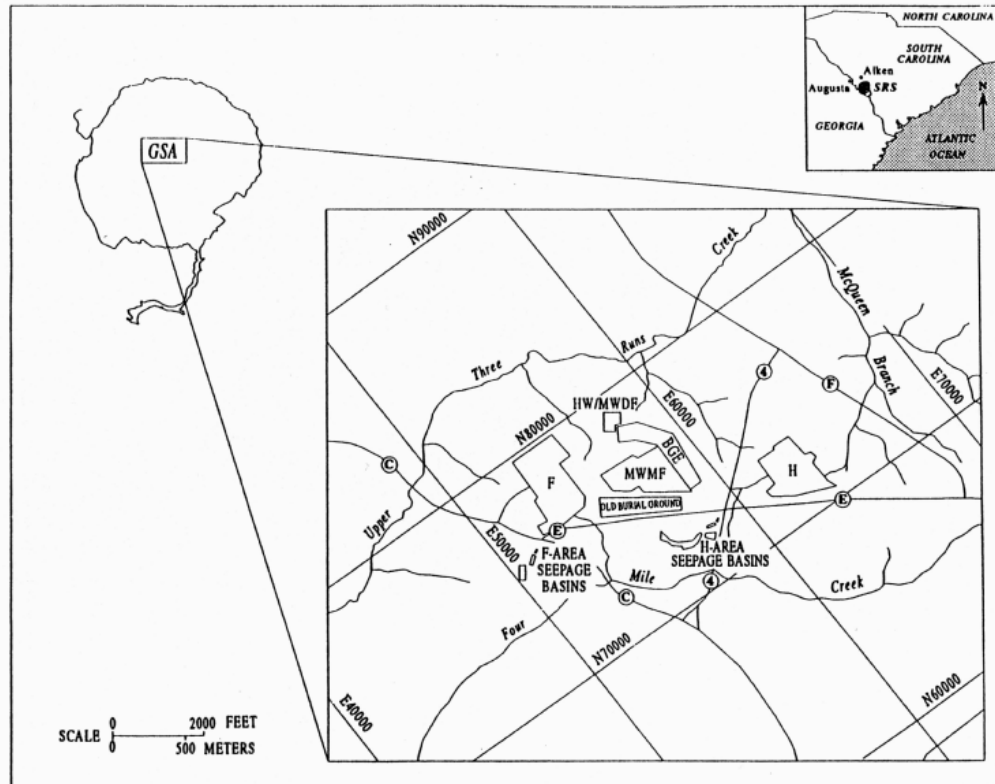 NORTH CAROLINA
SOUTH
CAROLINA
Aiken
Augusta
SRS
N
GEORGIA
ATLANTIC
OCEAN
GSA
N90000
Creek
McQueen
Branch
Runs
Three
Upper
4
F
E70000
HW/MWDF
E60000
N80000
BGE
C
F
MWMF
H
OLD BURIAL GROUND
E
E
E50000
F-AREA
SEEPAGE
BASINS
H-AREA
SEEPAGE BASINS
Mile
4
Creek
C
Four
N70000
N60000
E40000
SCALE
0 2000 FEET
0 500 METERS